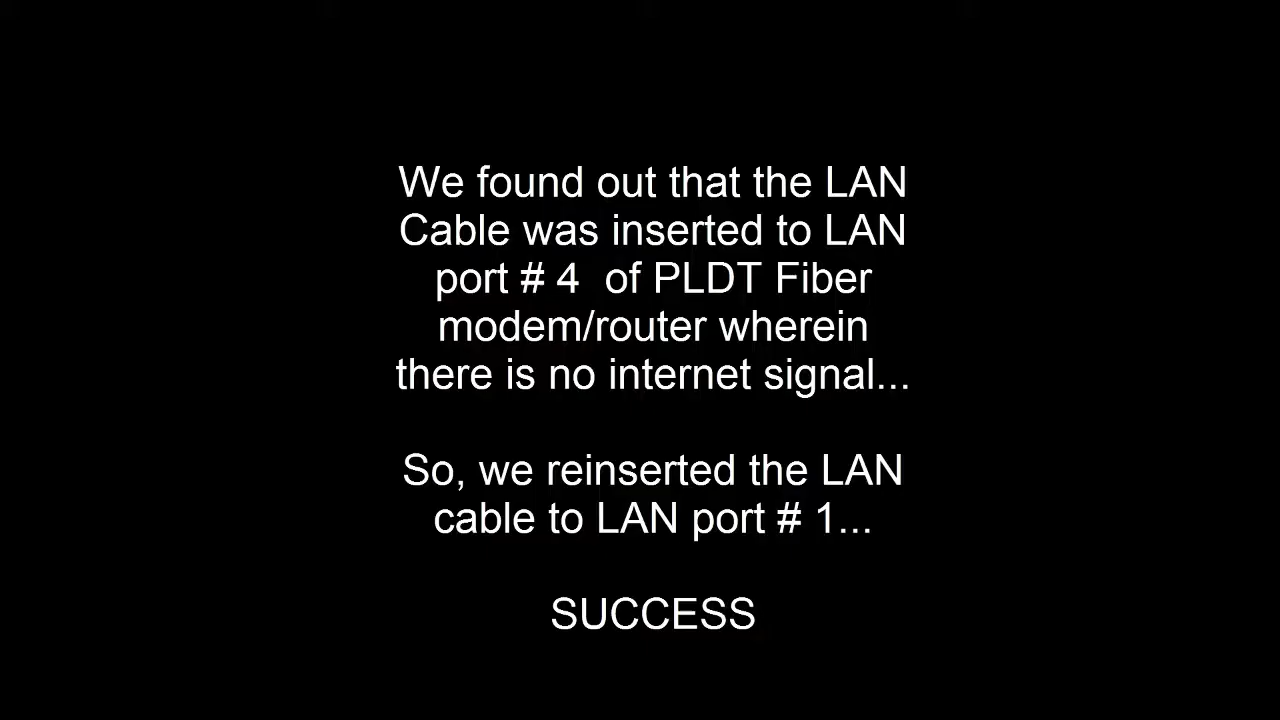 We found out that the LAN
Cable was inserted to LAN
port # 4  of PLDT Fiber
modem/router wherein
there is no internet signal...
So, we reinserted the LAN
cable to LAN port # 1...
SUCCESS